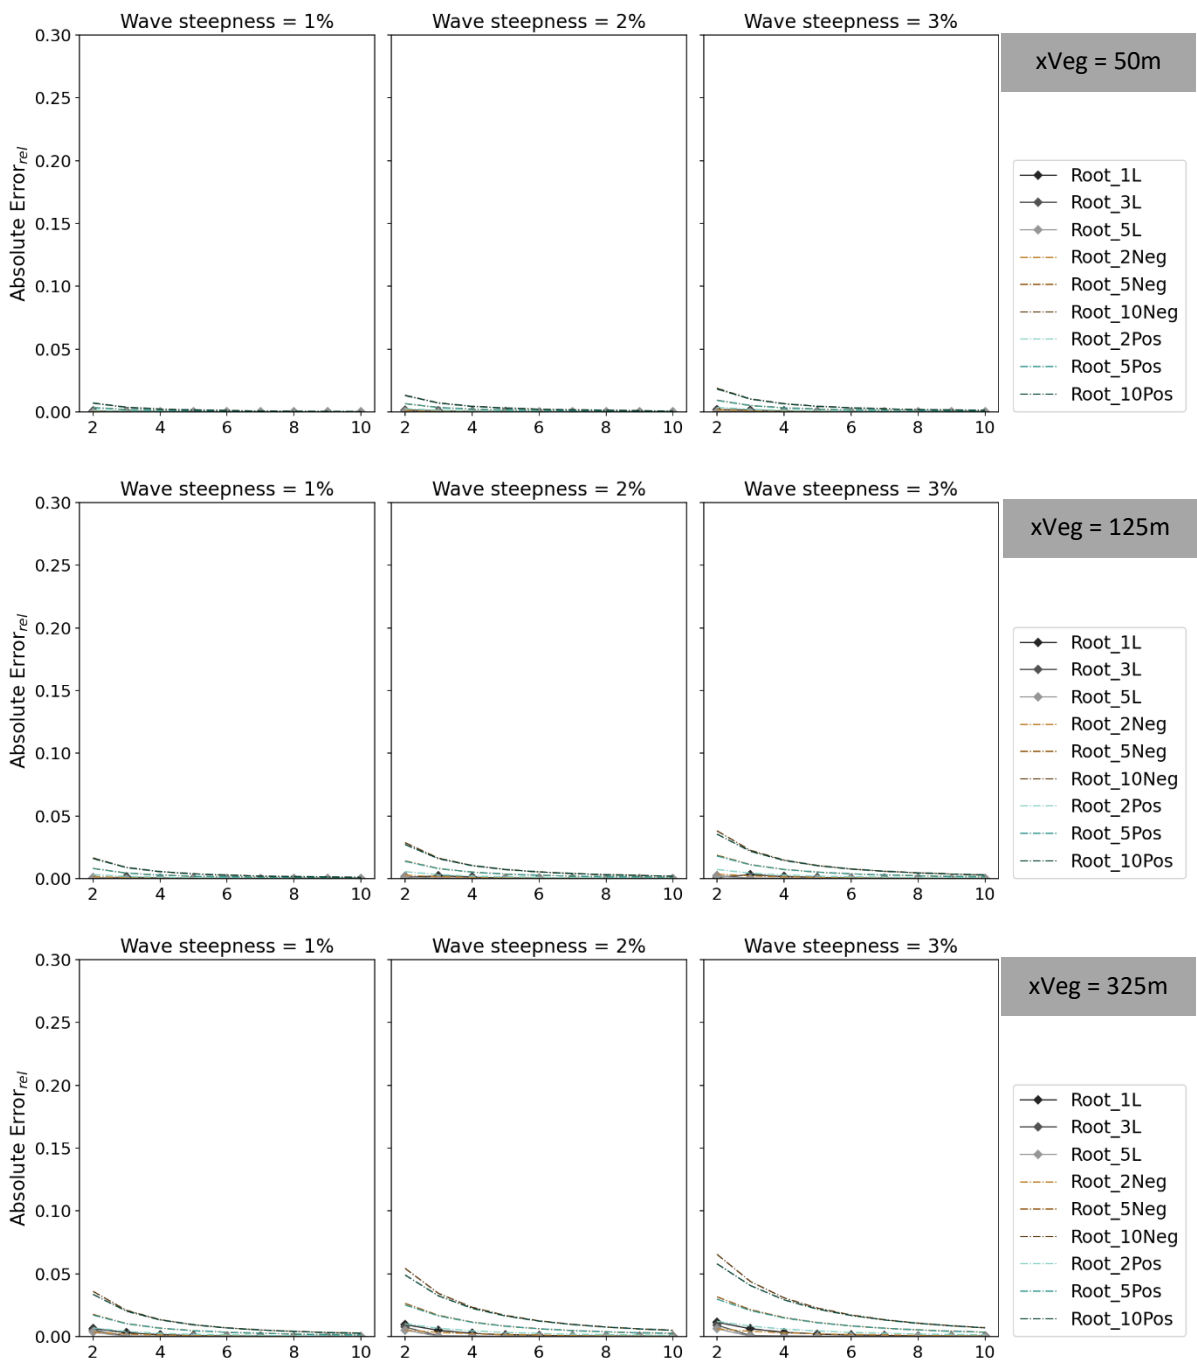 Wave steepness = 1%
Wave steepness = 2%
Wave steepness = 3%
xVeg = 50m
0.30
0.25
0.20
0.15
0.10
0.05
0.00
Absolute Error_rel
2 4 6 8 10
2 4 6 8 10
2 4 6 8 10
Root_1L
Root_3L
Root_5L
Root_2Neg
Root_5Neg
Root_10Neg
Root_2Pos
Root_5Pos
Root_10Pos
Wave steepness = 1%
Wave steepness = 2%
Wave steepness = 3%
xVeg = 125m
0.30
0.25
0.20
0.15
0.10
0.05
0.00
Absolute Error_rel
2 4 6 8 10
2 4 6 8 10
2 4 6 8 10
Root_1L
Root_3L
Root_5L
Root_2Neg
Root_5Neg
Root_10Neg
Root_2Pos
Root_5Pos
Root_10Pos
Wave steepness = 1%
Wave steepness = 2%
Wave steepness = 3%
xVeg = 325m
0.30
0.25
0.20
0.15
0.10
0.05
0.00
Absolute Error_rel
2 4 6 8 10
2 4 6 8 10
2 4 6 8 10
Root_1L
Root_3L
Root_5L
Root_2Neg
Root_5Neg
Root_10Neg
Root_2Pos
Root_5Pos
Root_10Pos